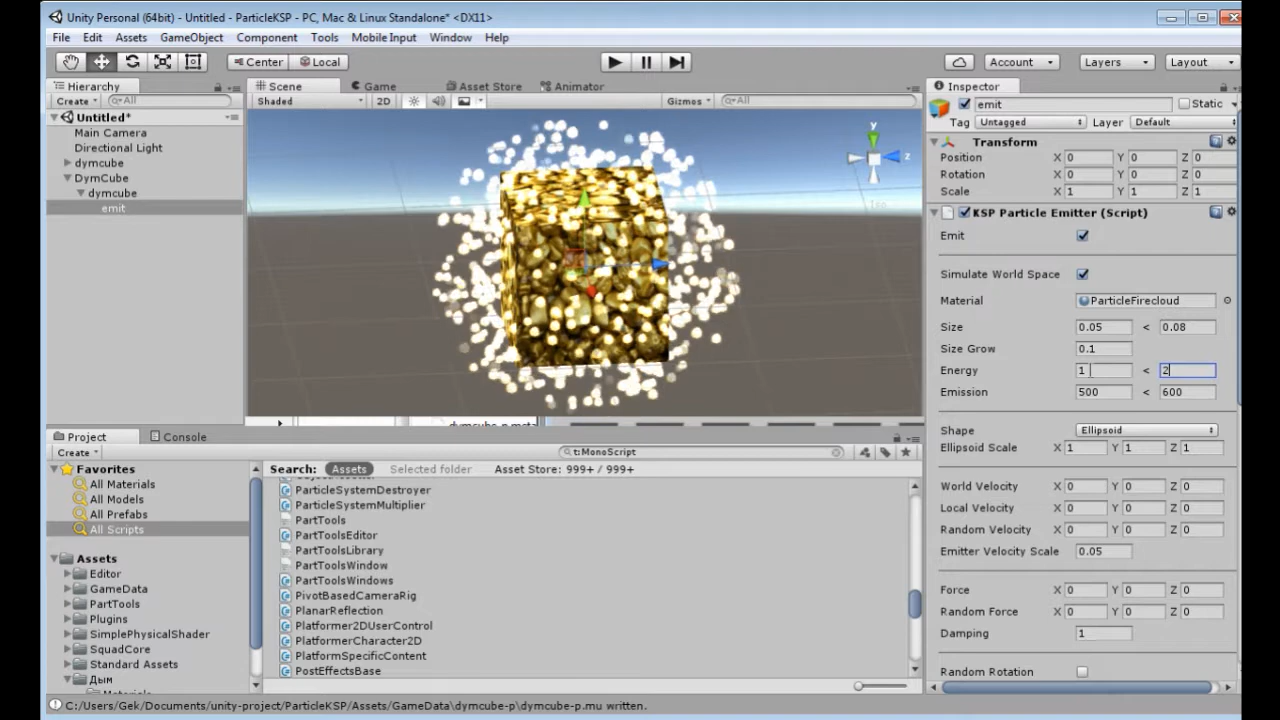 Unity Personal (64bit) - Untitled - ParticleKSP - PC, Mac & Linux Standalone* <DX11>
File Edit Assets GameObject Component Tools Mobile Input Window Help
Center Local Account Layers Layout
Hierarchy
Create All
Untitled*
Main Camera
Directional Light
dymcube
DymCube
dymcube
emit
Scene Game Asset Store Animator
Shaded 2D Gizmos All
y
z
Iso
Inspector
emit Static
Tag Untagged Layer Default
Transform
Position X 0 Y 0 Z 0
Rotation X 0 Y 0 Z 0
Scale X 1 Y 1 Z 1
KSP Particle Emitter (Script)
Emit
Simulate World Space
Material ParticleFirecloud
Size 0.05 < 0.08
Size Grow 0.1
Energy 1 < 2
Emission 500 < 600
Shape Ellipsoid
Ellipsoid Scale X 1 Y 1 Z 1
World Velocity X 0 Y 0 Z 0
Local Velocity X 0 Y 0 Z 0
Random Velocity X 0 Y 0 Z 0
Emitter Velocity Scale 0.05
Force X 0 Y 0 Z 0
Random Force X 0 Y 0 Z 0
Damping 1
Random Rotation
Project Console
Create t:MonoScript
Favorites
All Materials
All Models
All Prefabs
All Scripts
Assets
Editor
GameData
PartTools
Plugins
SimplePhysicalShader
SquadCore
Standard Assets
Дым
Search: Assets Selected folder Asset Store: 999+ / 999+
ParticleSystemDestroyer
ParticleSystemMultiplier
PartTools
PartToolsEditor
PartToolsLibrary
PartToolsWindow
PartToolsWindows
PivotBasedCameraRig
PlanarReflection
Platformer2DUserControl
PlatformerCharacter2D
PlatformSpecificContent
PostEffectsBase
C:/Users/Gek/Documents/unity-project/ParticleKSP/Assets/GameData\dymcube-p\dymcube-p.mu written.